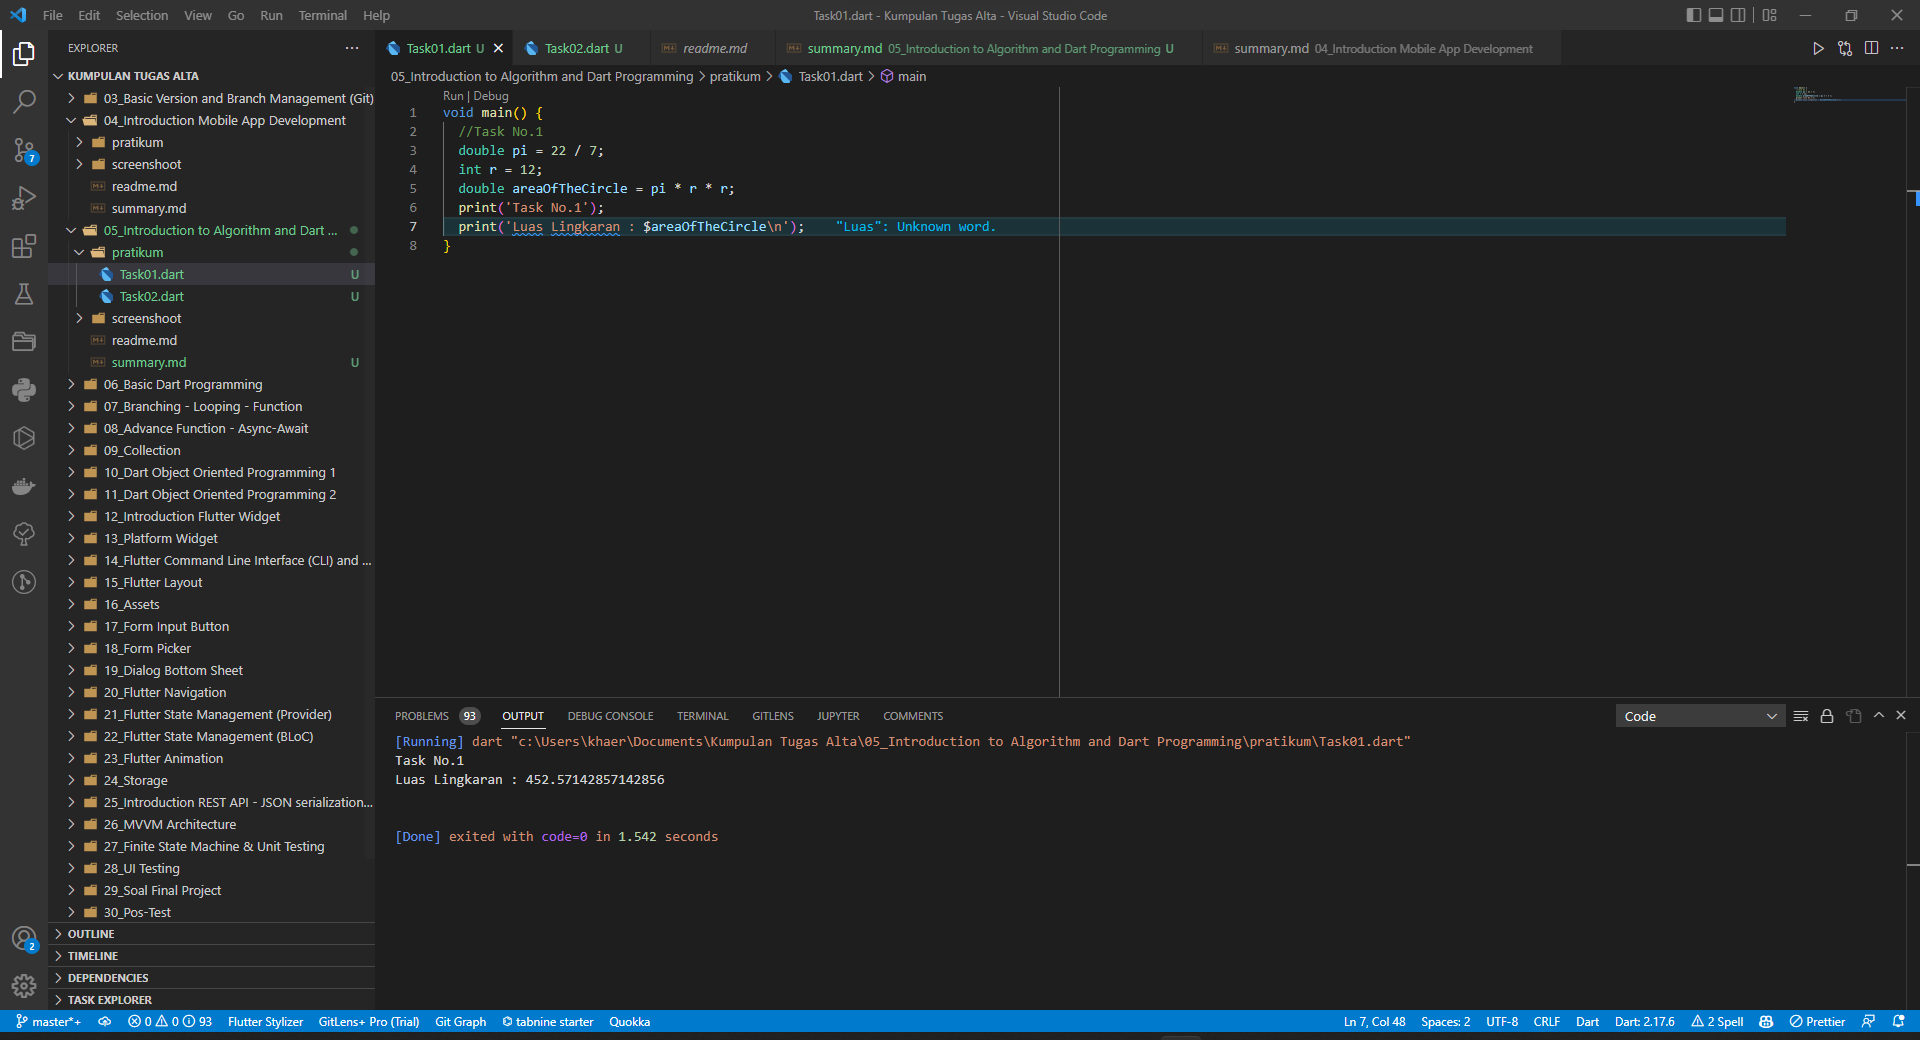 File Edit Selection View Go Run Terminal Help
Task01.dart - Kumpulan Tugas Alta - Visual Studio Code
EXPLORER
KUMPULAN TUGAS ALTA
03_Basic Version and Branch Management (Git)
04_Introduction Mobile App Development
pratikum
screenshoot
readme.md
summary.md
05_Introduction to Algorithm and Dart ...
pratikum
Task01.dart U
Task02.dart U
screenshoot
readme.md
summary.md U
06_Basic Dart Programming
07_Branching - Looping - Function
08_Advance Function - Async-Await
09_Collection
10_Dart Object Oriented Programming 1
11_Dart Object Oriented Programming 2
12_Introduction Flutter Widget
13_Platform Widget
14_Flutter Command Line Interface (CLI) and ...
15_Flutter Layout
16_Assets
17_Form Input Button
18_Form Picker
19_Dialog Bottom Sheet
20_Flutter Navigation
21_Flutter State Management (Provider)
22_Flutter State Management (BLoC)
23_Flutter Animation
24_Storage
25_Introduction REST API - JSON serialization...
26_MVVM Architecture
27_Finite State Machine & Unit Testing
28_UI Testing
29_Soal Final Project
30_Pos-Test
OUTLINE
TIMELINE
DEPENDENCIES
TASK EXPLORER
7
2
Task01.dart U
Task02.dart U
readme.md
summary.md 05_Introduction to Algorithm and Dart Programming U
summary.md 04_Introduction Mobile App Development
05_Introduction to Algorithm and Dart Programming > pratikum > Task01.dart > main
Run | Debug
1 void main() {
2 //Task No.1
3 double pi = 22 / 7;
4 int r = 12;
5 double areaOfTheCircle = pi * r * r;
6 print('Task No.1');
7 print('Luas Lingkaran : $areaOfTheCircle\n'); "Luas": Unknown word.
8 }
PROBLEMS 93 OUTPUT DEBUG CONSOLE TERMINAL GITLENS JUPYTER COMMENTS
Code
[Running] dart "c:\Users\khaer\Documents\Kumpulan Tugas Alta\05_Introduction to Algorithm and Dart Programming\pratikum\Task01.dart"
Task No.1
Luas Lingkaran : 452.57142857142856
[Done] exited with code=0 in 1.542 seconds
master*+ 0 0 93 Flutter Stylizer GitLens+ Pro (Trial) Git Graph tabnine starter Quokka
Ln 7, Col 48 Spaces: 2 UTF-8 CRLF Dart Dart: 2.17.6 2 Spell Prettier